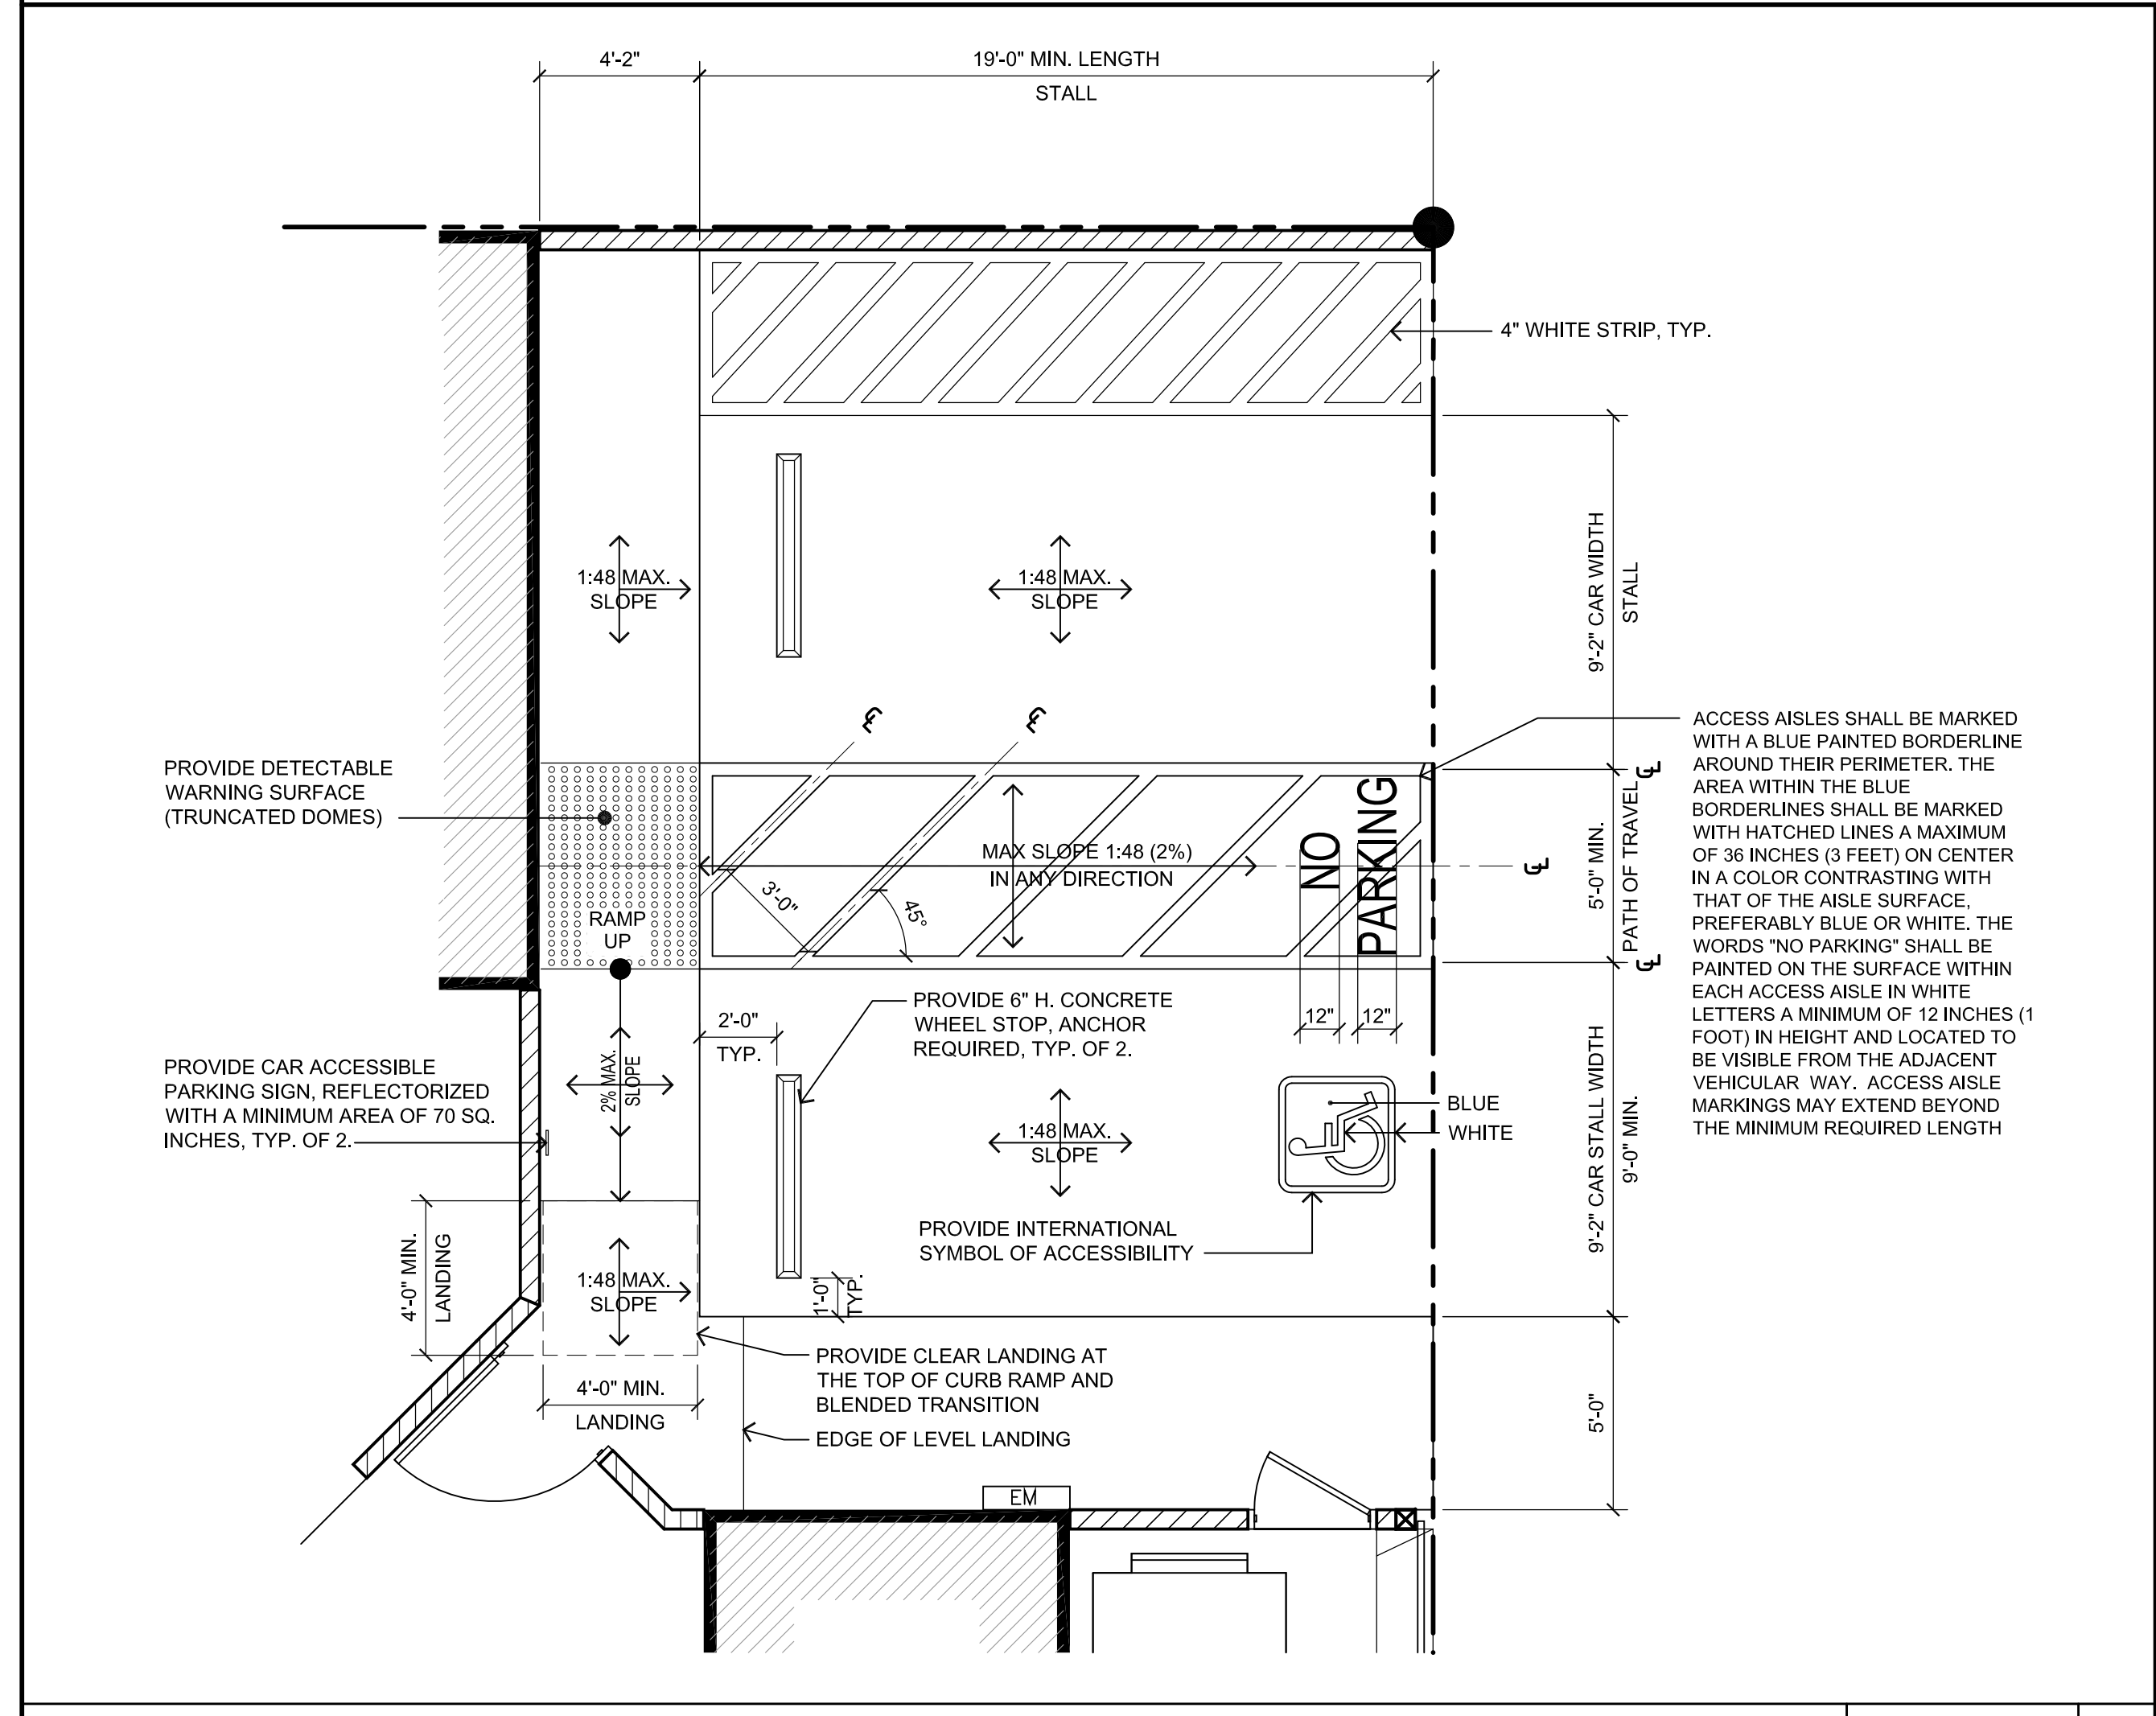 4'-2"
19'-0" MIN. LENGTH
STALL
4" WHITE STRIP, TYP.
1:48 MAX.
SLOPE
1:48 MAX.
SLOPE
9'-2" CAR WIDTH
STALL
PROVIDE DETECTABLE
WARNING SURFACE
(TRUNCATED DOMES)
RAMP
UP
MAX SLOPE 1:48 (2%)
IN ANY DIRECTION
3'-0"
45°
NO
PARKING
5'-0" MIN.
PATH OF TRAVEL
ACCESS AISLES SHALL BE MARKED
WITH A BLUE PAINTED BORDERLINE
AROUND THEIR PERIMETER. THE
AREA WITHIN THE BLUE
BORDERLINES SHALL BE MARKED
WITH HATCHED LINES A MAXIMUM
OF 36 INCHES (3 FEET) ON CENTER
IN A COLOR CONTRASTING WITH
THAT OF THE AISLE SURFACE,
PREFERABLY BLUE OR WHITE. THE
WORDS "NO PARKING" SHALL BE
PAINTED ON THE SURFACE WITHIN
EACH ACCESS AISLE IN WHITE
LETTERS A MINIMUM OF 12 INCHES (1
FOOT) IN HEIGHT AND LOCATED TO
BE VISIBLE FROM THE ADJACENT
VEHICULAR WAY. ACCESS AISLE
MARKINGS MAY EXTEND BEYOND
THE MINIMUM REQUIRED LENGTH
PROVIDE CAR ACCESSIBLE
PARKING SIGN, REFLECTORIZED
WITH A MINIMUM AREA OF 70 SQ.
INCHES, TYP. OF 2.
2% MAX.
SLOPE
2'-0"
TYP.
PROVIDE 6" H. CONCRETE
WHEEL STOP, ANCHOR
REQUIRED, TYP. OF 2.
12"
12"
1:48 MAX.
SLOPE
BLUE
WHITE
9'-2" CAR STALL WIDTH
9'-0" MIN.
PROVIDE INTERNATIONAL
SYMBOL OF ACCESSIBILITY
4'-0" MIN.
LANDING
1:48 MAX.
SLOPE
1'-0"
TYP.
PROVIDE CLEAR LANDING AT
THE TOP OF CURB RAMP AND
BLENDED TRANSITION
4'-0" MIN.
LANDING
EDGE OF LEVEL LANDING
5'-0"
EM